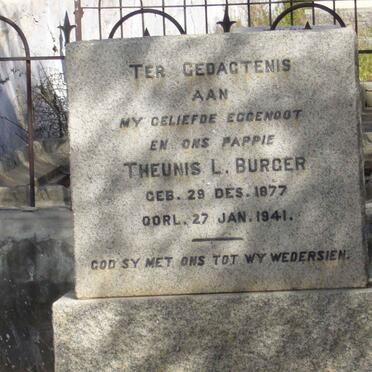 TER GEDAGTENIS
AAN
MY GELIEFDE EGGENOOT
EN ONS PAPPIE
THEUNIS L. BURGER
GEB. 29 DES. 1877
OORL. 27 JAN. 1941.
GOD SY MET ONS TOT WY WEDERSIEN.